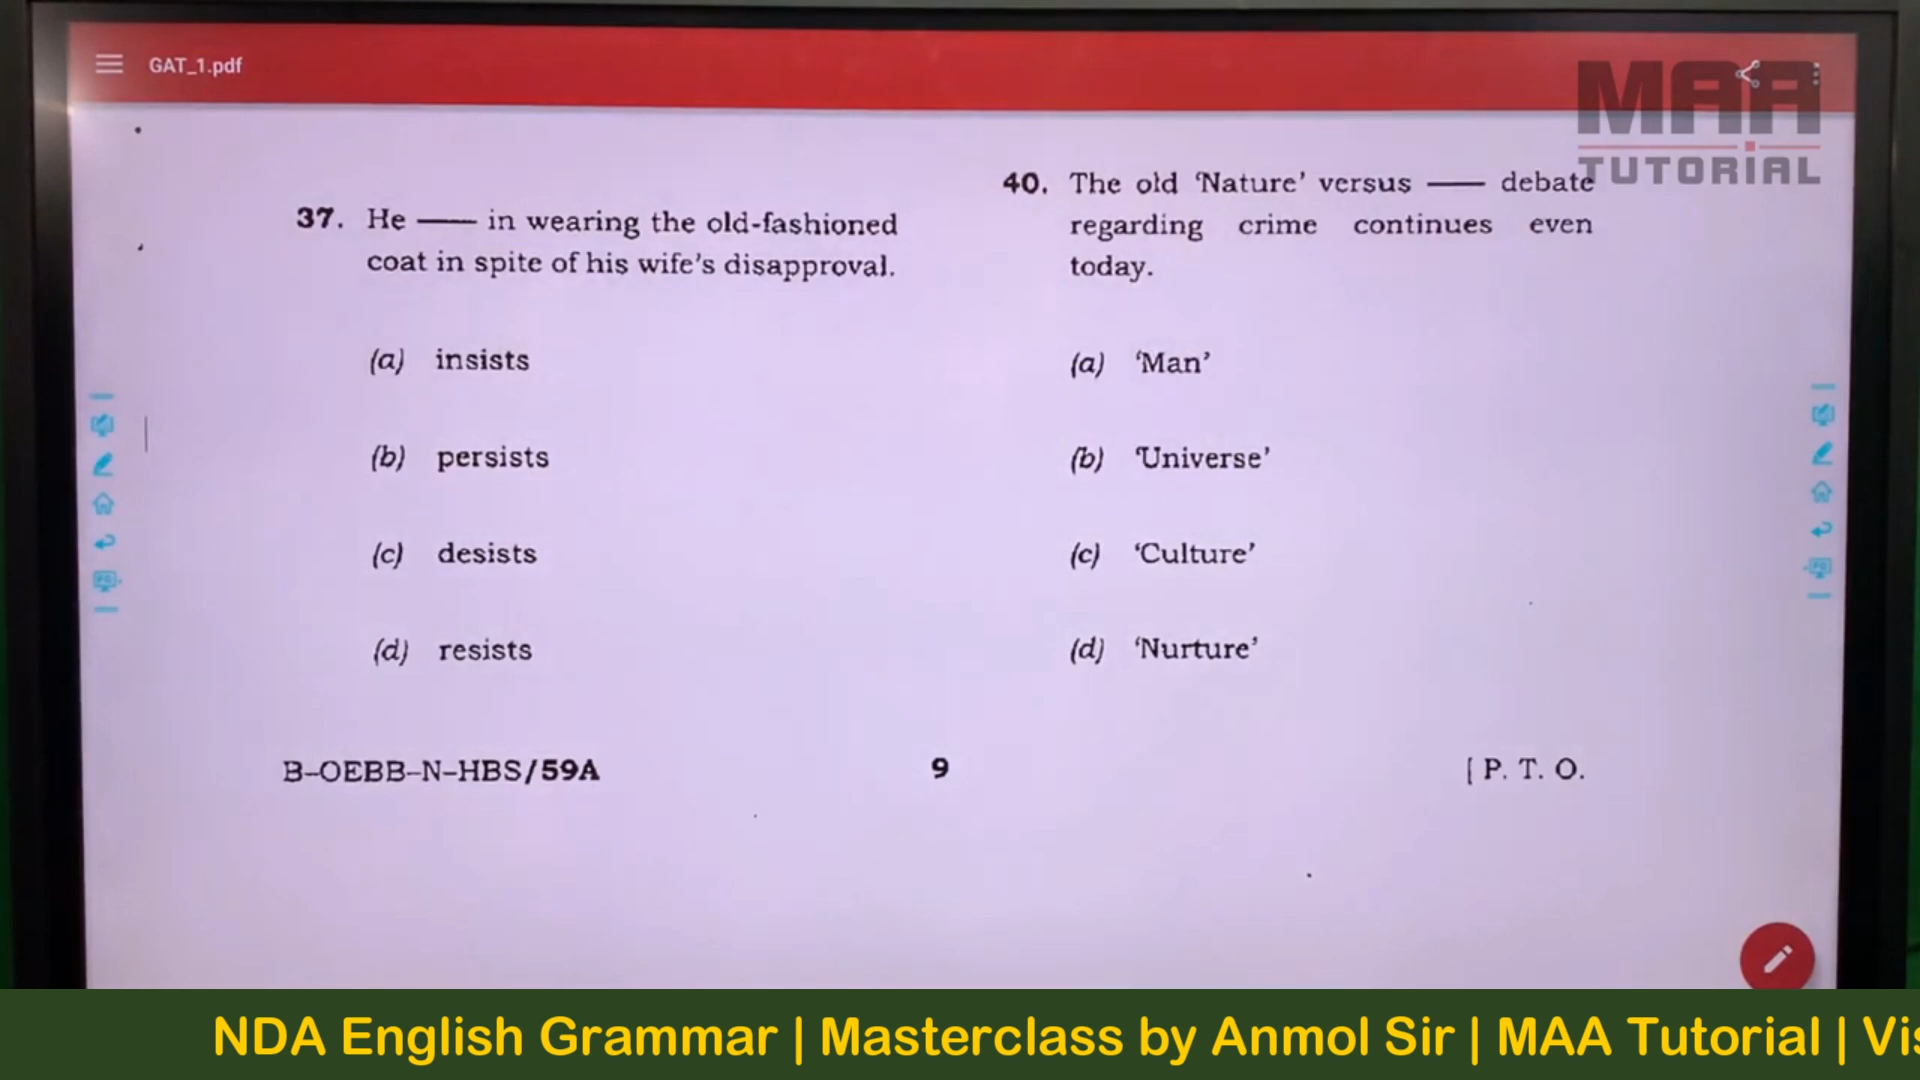 GAT_1.pdf
MAA
TUTORIAL
37. He —— in wearing the old-fashioned
coat in spite of his wife's disapproval.
(a) insists
(b) persists
(c) desists
(d) resists
40. The old ‘Nature’ versus —— debate
regarding crime continues even
today.
(a) ‘Man’
(b) ‘Universe’
(c) ‘Culture’
(d) ‘Nurture’
B–OEBB–N–HBS/59A
9
[ P. T. O.
NDA English Grammar | Masterclass by Anmol Sir | MAA Tutorial | Vis